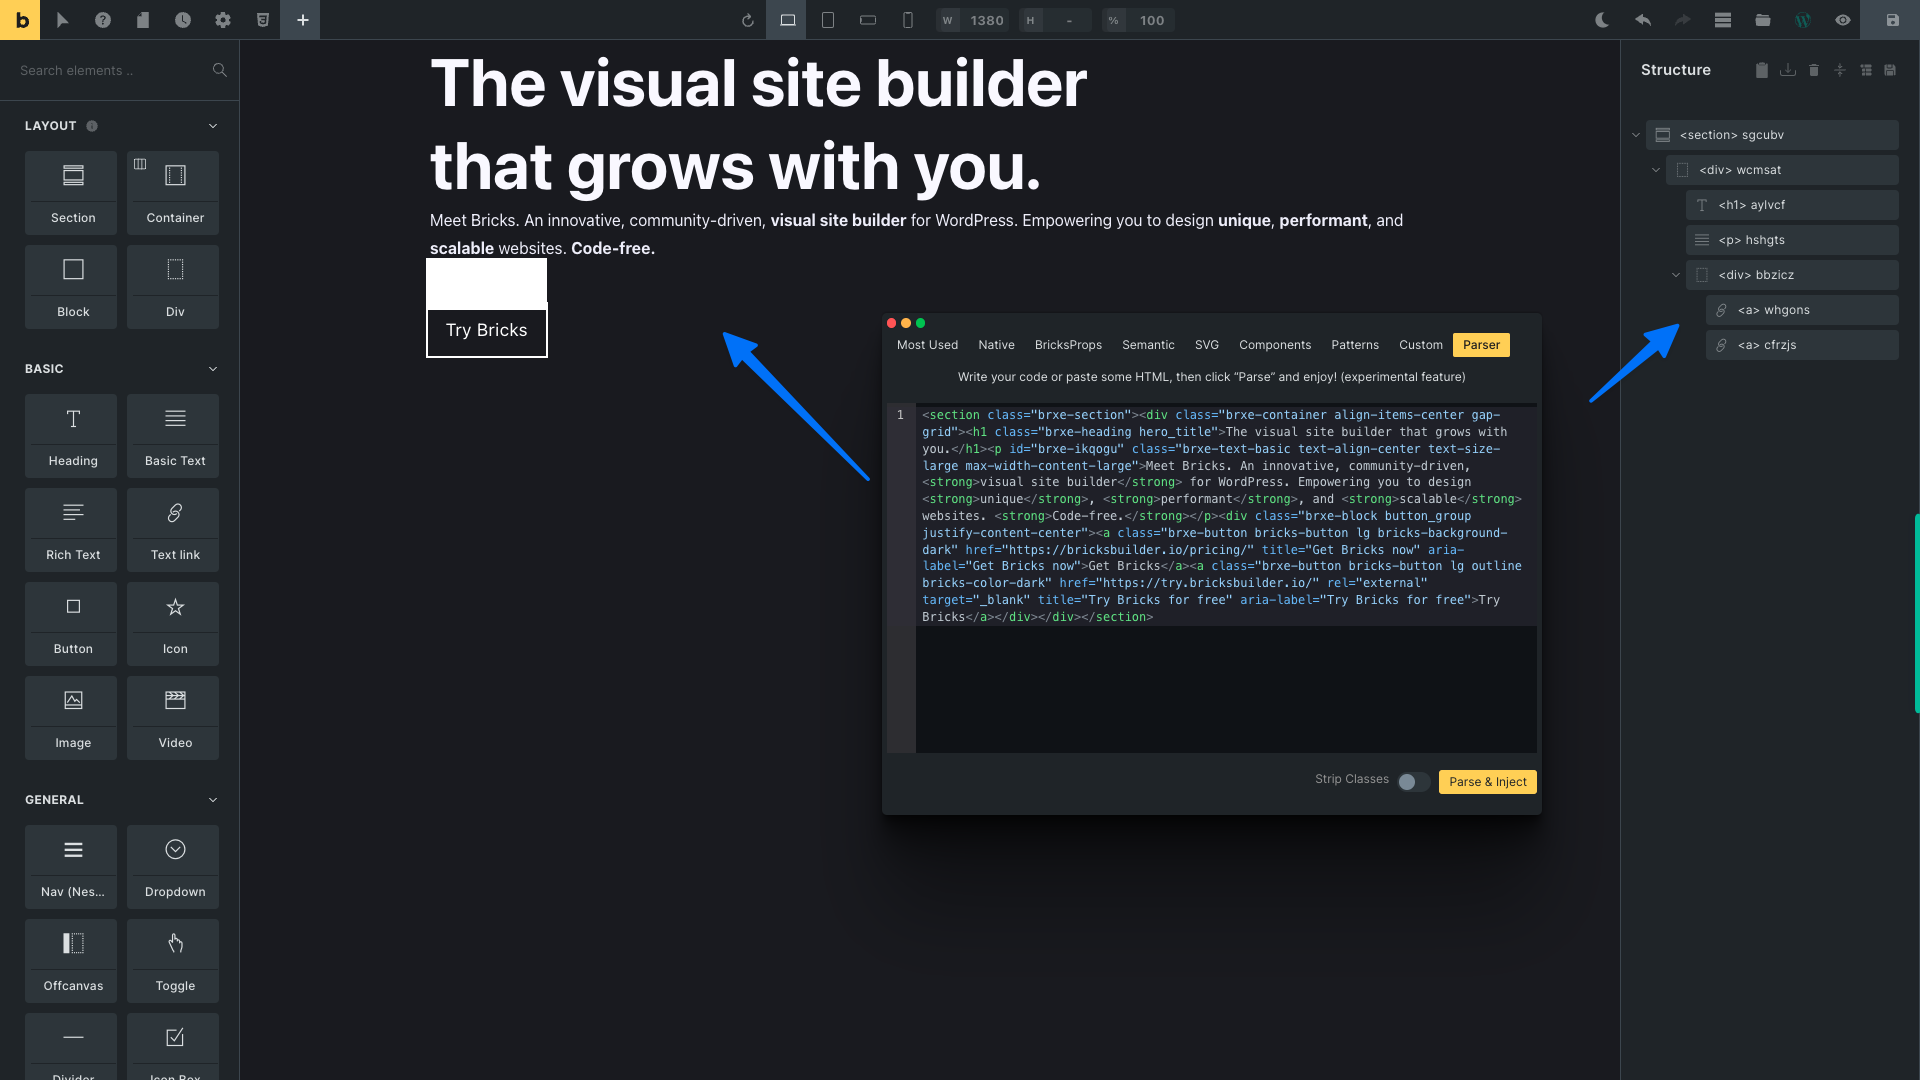 b
W 1380 H - % 100
Search elements ..
LAYOUT
Section
Container
Block
Div
BASIC
Heading
Basic Text
Rich Text
Text link
Button
Icon
Image
Video
GENERAL
Nav (Nes...
Dropdown
Offcanvas
Toggle
Divider
Icon Box
The visual site builder
that grows with you.
Meet Bricks. An innovative, community-driven, visual site builder for WordPress. Empowering you to design unique, performant, and
scalable websites. Code-free.
Try Bricks
Most Used Native BricksProps Semantic SVG Components Patterns Custom Parser
Write your code or paste some HTML, then click “Parse” and enjoy! (experimental feature)
1
<section class="brxe-section"><div class="brxe-container align-items-center gap-
grid"><h1 class="brxe-heading hero_title">The visual site builder that grows with
you.</h1><p id="brxe-ikqogu" class="brxe-text-basic text-align-center text-size-
large max-width-content-large">Meet Bricks. An innovative, community-driven,
<strong>visual site builder</strong> for WordPress. Empowering you to design
<strong>unique</strong>, <strong>performant</strong>, and <strong>scalable</strong>
websites. <strong>Code-free.</strong></p><div class="brxe-block button_group
justify-content-center"><a class="brxe-button bricks-button lg bricks-background-
dark" href="https://bricksbuilder.io/pricing/" title="Get Bricks now" aria-
label="Get Bricks now">Get Bricks</a><a class="brxe-button bricks-button lg outline
bricks-color-dark" href="https://try.bricksbuilder.io/" rel="external"
target="_blank" title="Try Bricks for free" aria-label="Try Bricks for free">Try
Bricks</a></div></div></section>
Strip Classes
Parse & Inject
Structure
<section> sgcubv
<div> wcmsat
<h1> aylvcf
<p> hshgts
<div> bbzicz
<a> whgons
<a> cfrzjs